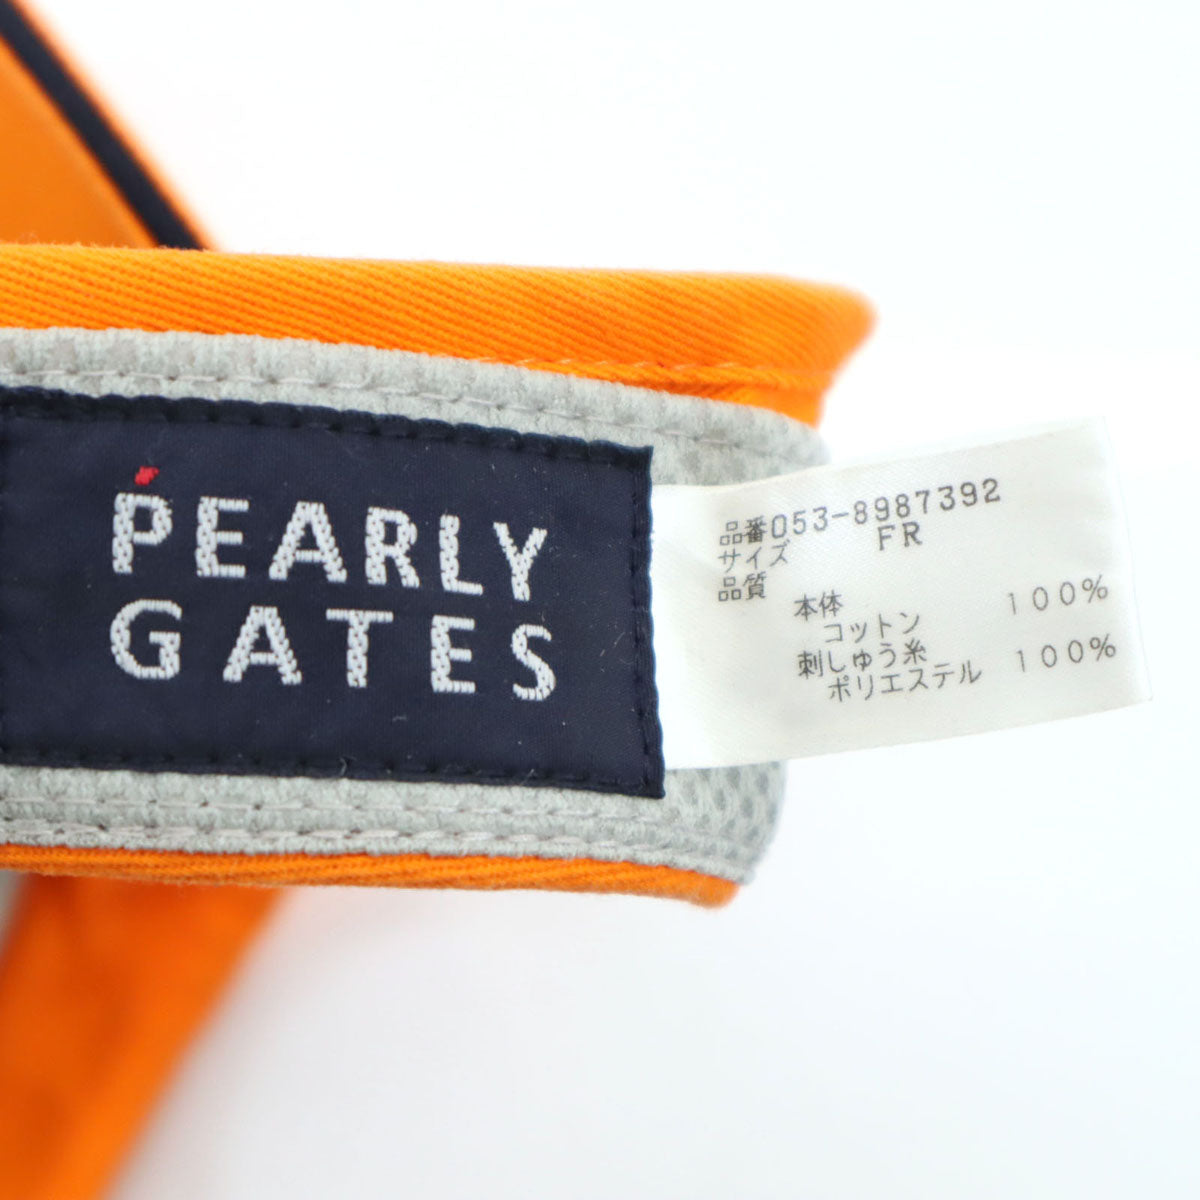 PEARLY
GATES
品番053-8987392
サイズ FR
品質
本体 100%
コットン
刺しゅう糸 100%
ポリエステル